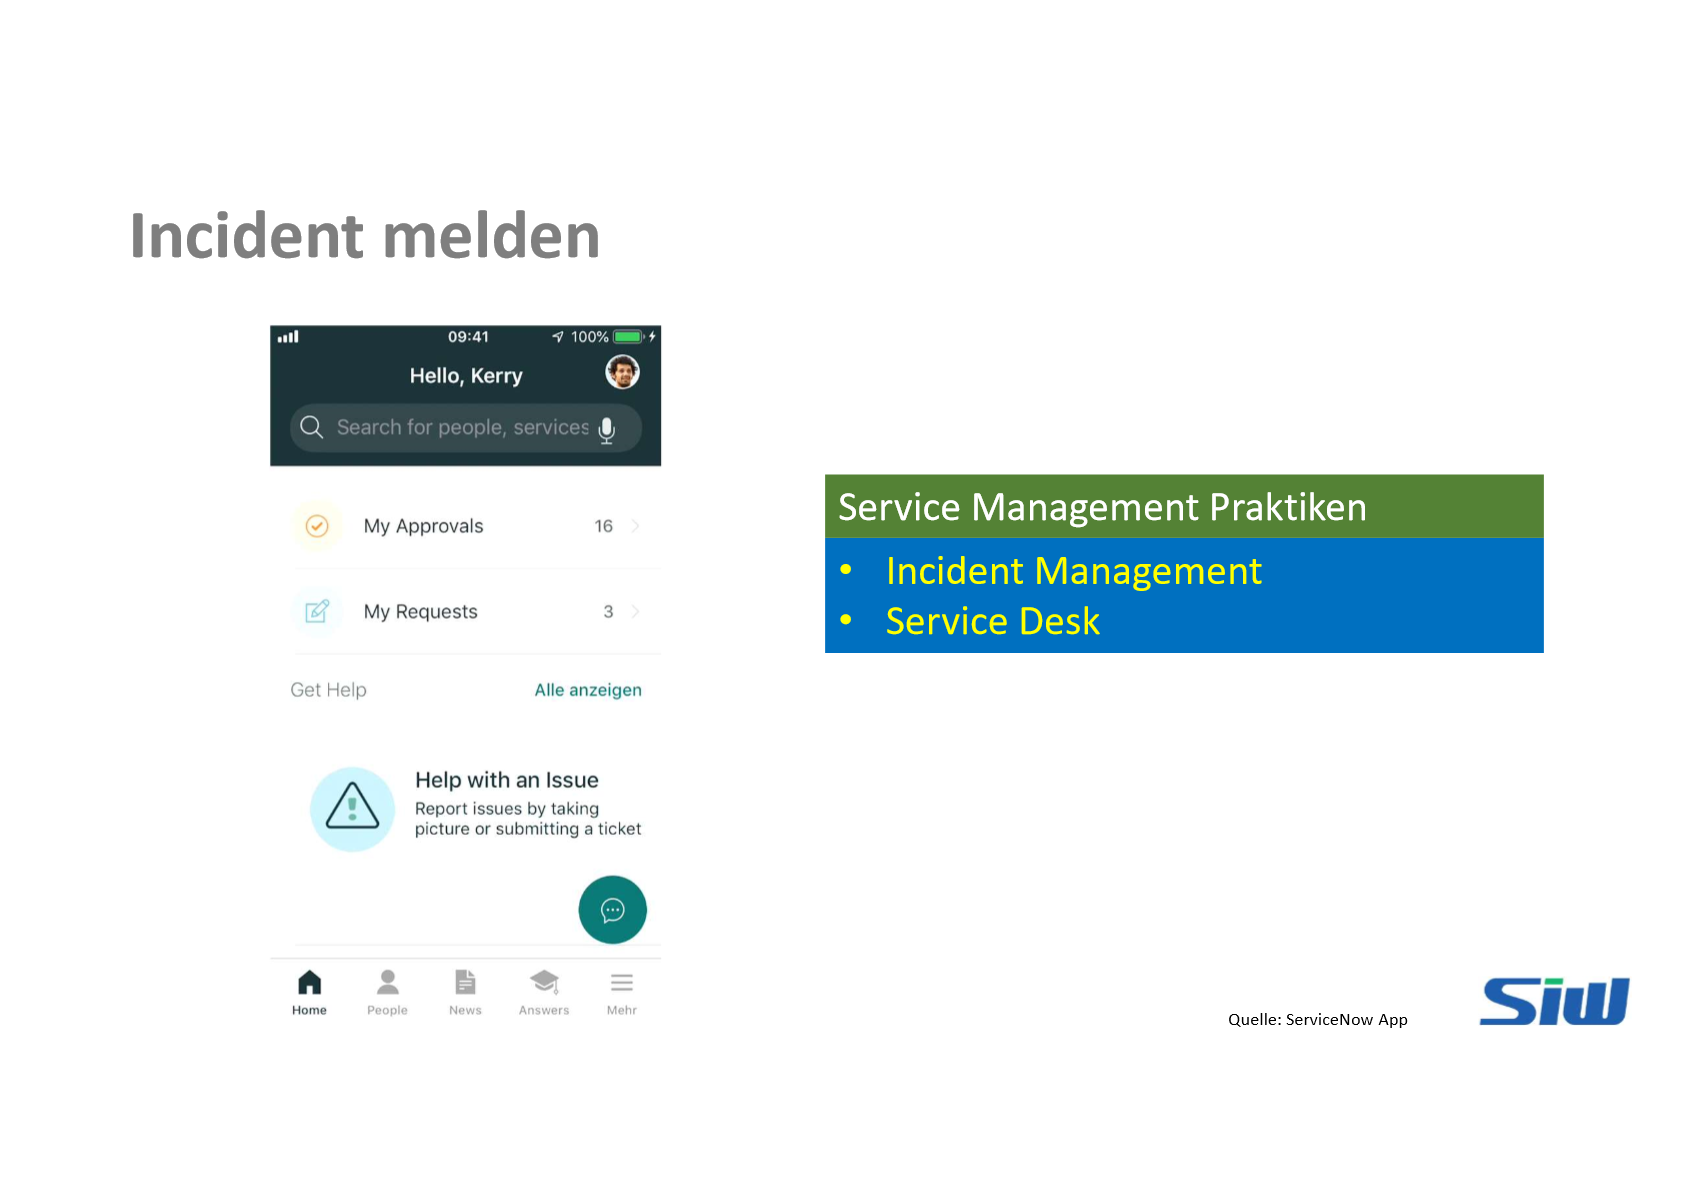 Incident melden
09:41
100%
Hello, Kerry
Search for people, services
My Approvals 16
My Requests 3
Get Help Alle anzeigen
Help with an Issue
Report issues by taking
picture or submitting a ticket
Home People News Answers Mehr
Service Management Praktiken
• Incident Management
• Service Desk
Quelle: ServiceNow App
SiW